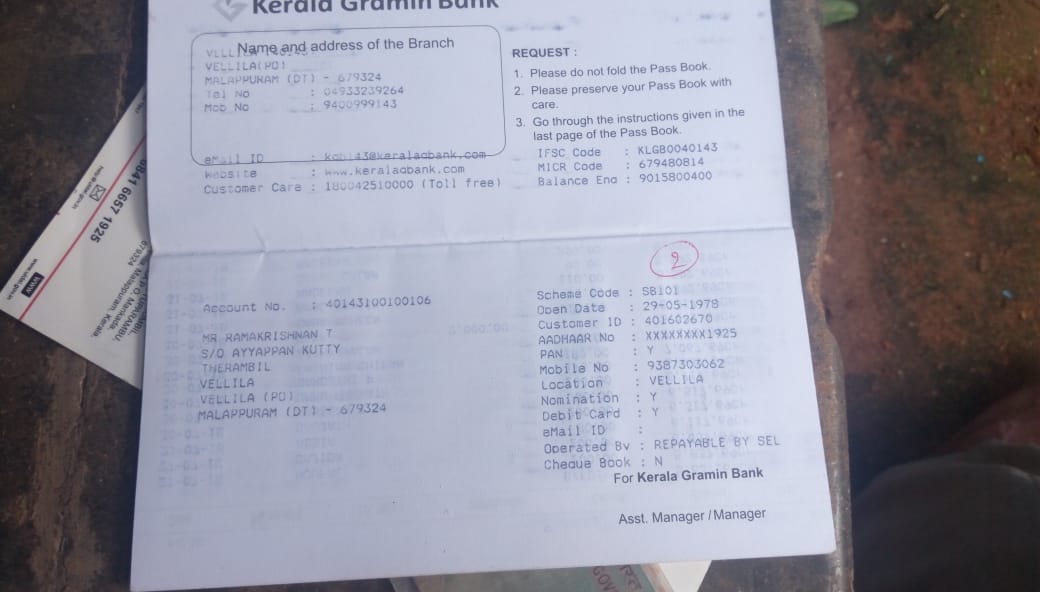 Kerala Gramin Bank
Name and address of the Branch
VELLILA
VELLILA(PO)
MALAPPURAM (DT) - 679324
Tel No : 04933239264
Mob No : 9400999143
eMail ID : kgb143@keralagbank.com
Website : www.keralagbank.com
Customer Care : 180042510000 (Toll free)
REQUEST :
1. Please do not fold the Pass Book.
2. Please preserve your Pass Book with
care.
3. Go through the instructions given in the
last page of the Pass Book.
IFSC Code : KLGB0040143
MICR Code : 679480814
Balance Enq : 9015800400
2
Account No. : 40143100100106
MR RAMAKRISHNAN T
S/O AYYAPPAN KUTTY
THERAMBIL
VELLILA
VELLILA (PO)
MALAPPURAM (DT) - 679324
Scheme Code : SB101
Open Date : 29-05-1978
Customer ID : 401602670
AADHAAR No : XXXXXXXX1925
PAN : Y
Mobile No : 9387303062
Location : VELLILA
Nomination : Y
Debit Card : Y
eMail ID :
Operated By : REPAYABLE BY SEL
Cheque Book : N
For Kerala Gramin Bank
Asst. Manager / Manager
6657 1925
www